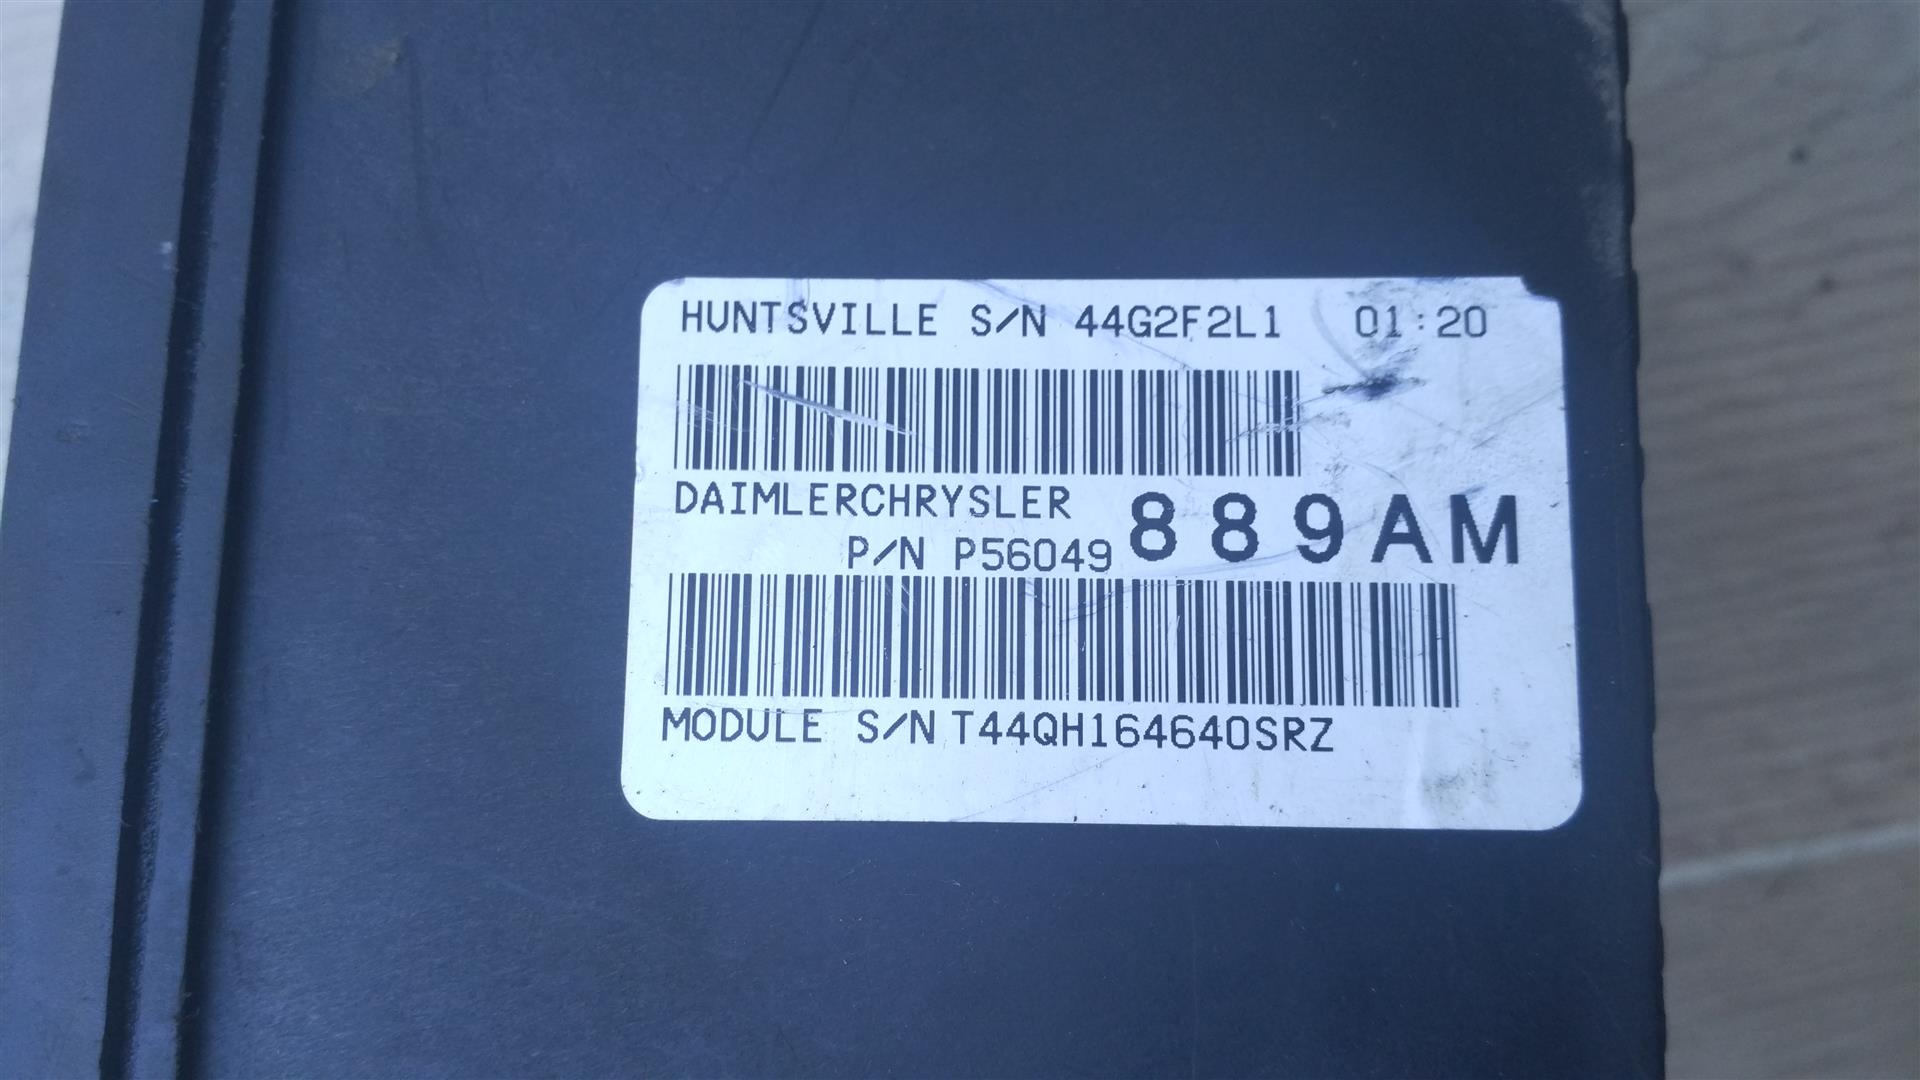 HUNTSVILLE S/N 44G2F2L1 01:20
DAIMLERCHRYSLER
P/N P56049 889AM
MODULE S/N T44QH164640SRZ